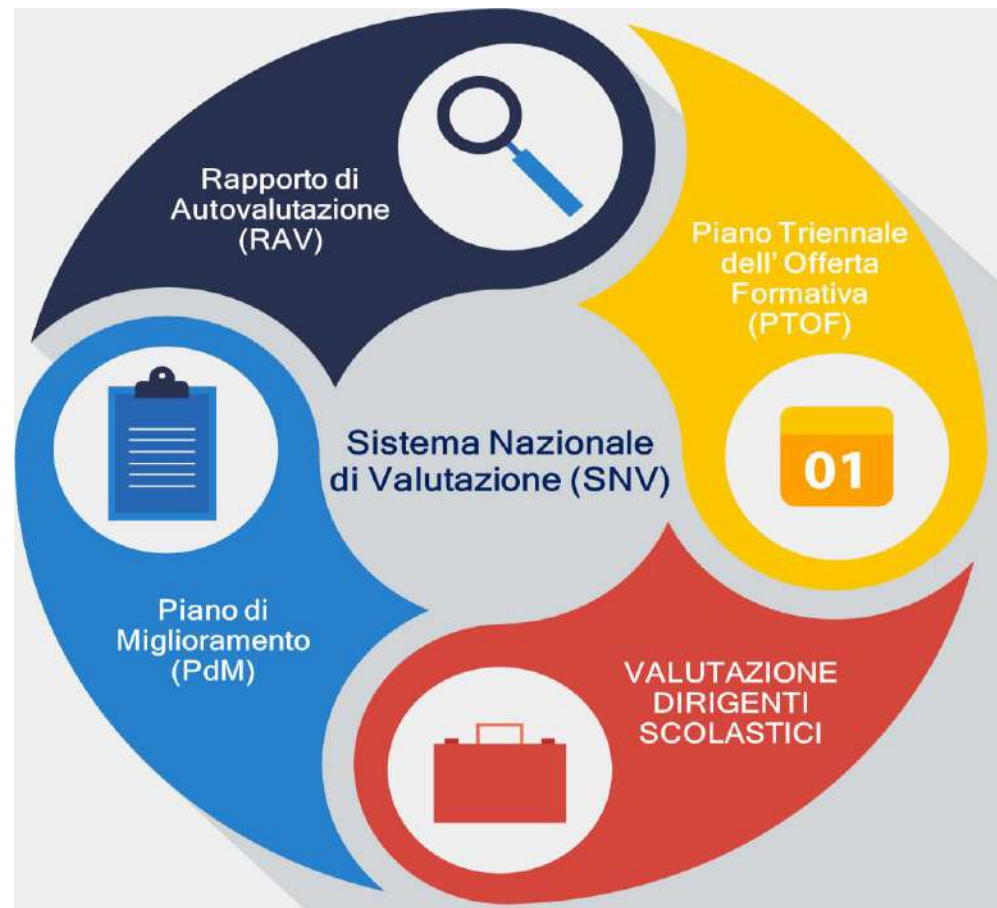 Rapporto di
Autovalutazione
(RAV)
Piano Triennale
dell' Offerta
Formativa
(PTOF)
01
Sistema Nazionale
di Valutazione (SNV)
Piano di
Miglioramento
(PdM)
VALUTAZIONE
DIRIGENTI
SCOLASTICI